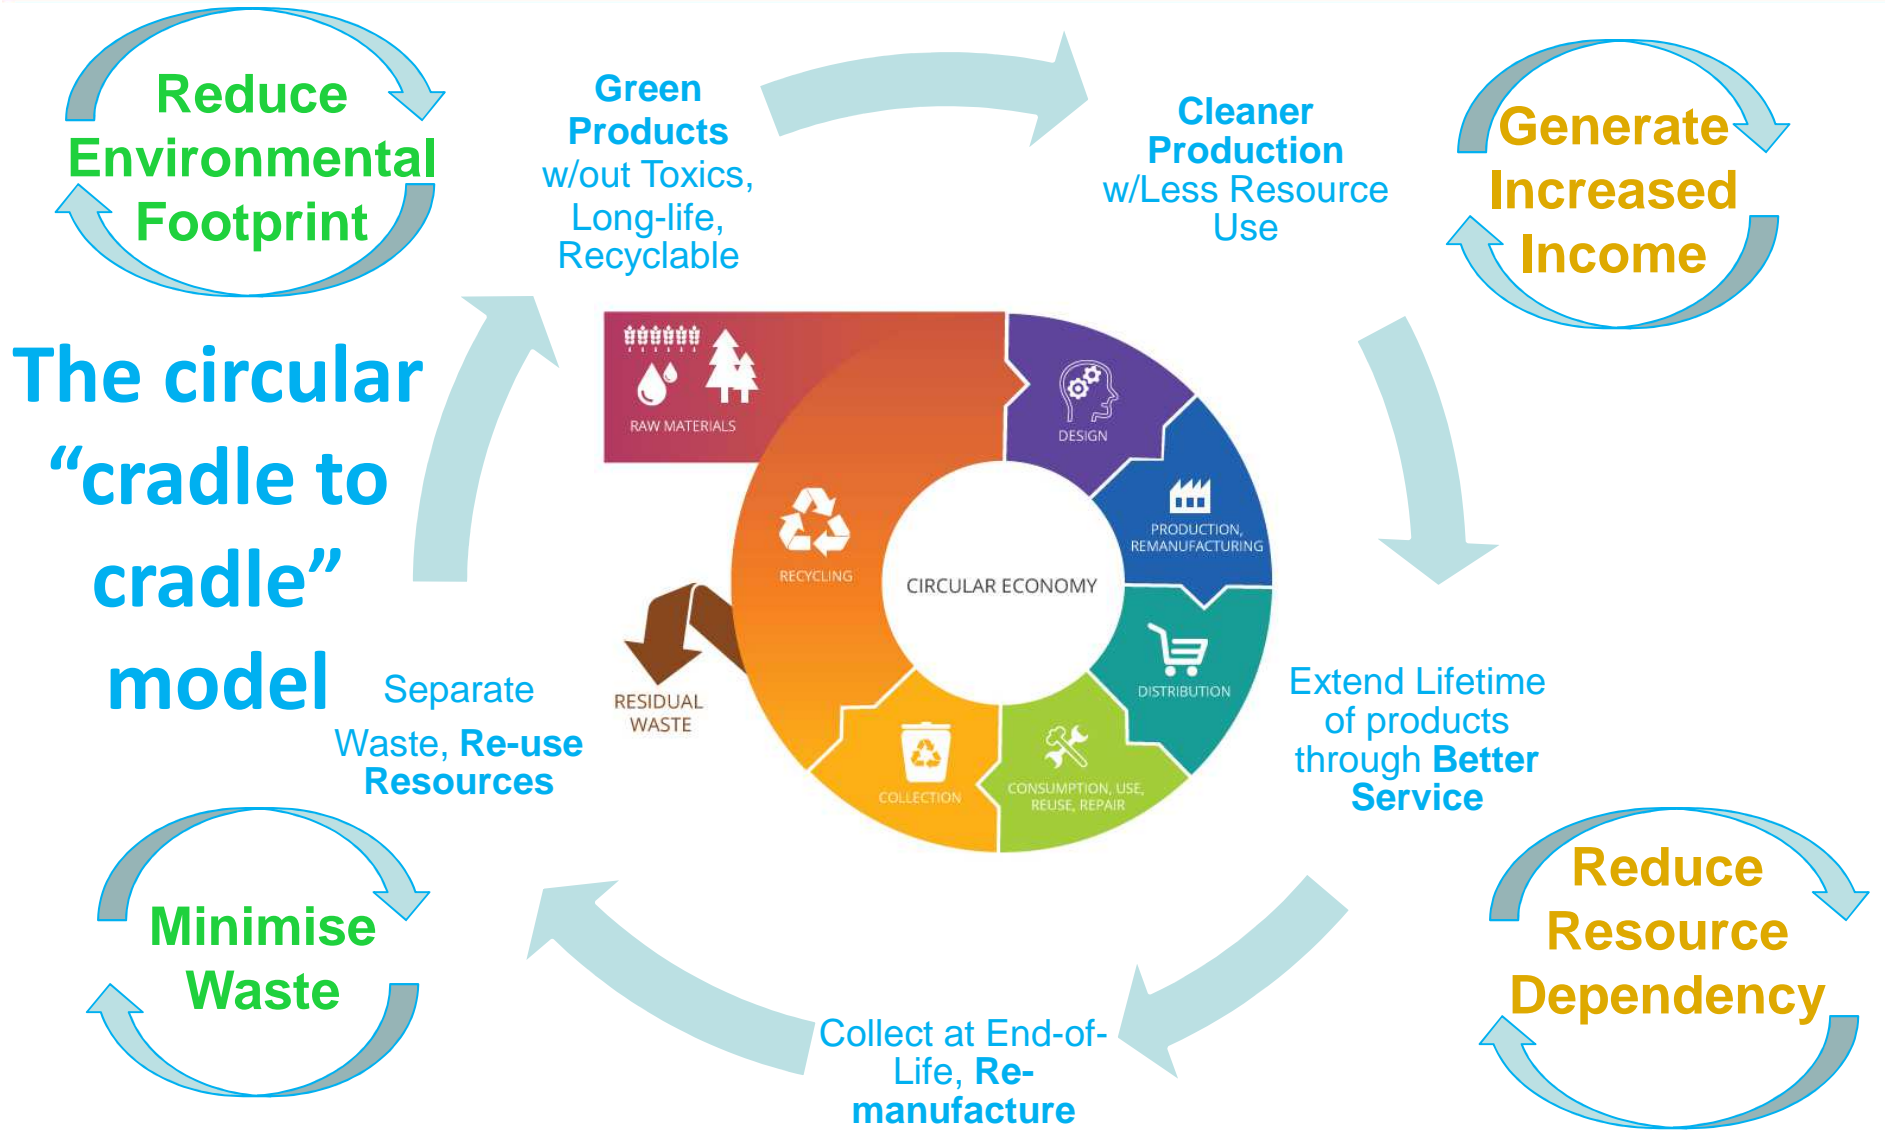 Reduce
Environmental
Footprint
Green
Products
w/out Toxics,
Long-life,
Recyclable
Cleaner
Production
w/Less Resource
Use
Generate
Increased
Income
The circular
“cradle to
cradle”
model
RAW MATERIALS
DESIGN
PRODUCTION,
REMANUFACTURING
RECYCLING
CIRCULAR ECONOMY
DISTRIBUTION
RESIDUAL
WASTE
COLLECTION
CONSUMPTION, USE,
REUSE, REPAIR
Separate
Waste, Re-use
Resources
Extend Lifetime
of products
through Better
Service
Minimise
Waste
Collect at End-of-
Life, Re-
manufacture
Reduce
Resource
Dependency